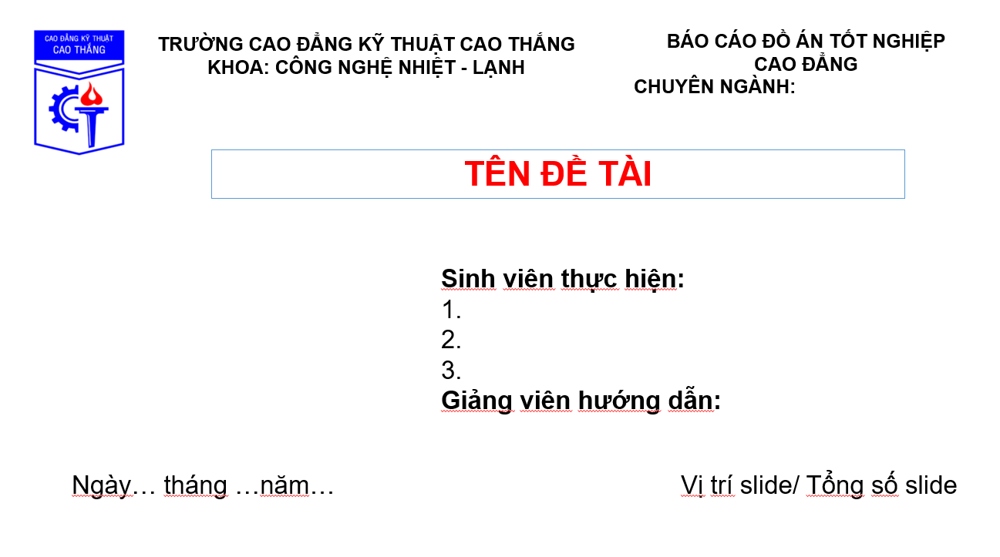 CAO ĐẲNG KỸ THUẬT
CAO THẮNG
TRƯỜNG CAO ĐẲNG KỸ THUẬT CAO THẮNG
KHOA: CÔNG NGHỆ NHIỆT - LẠNH
BÁO CÁO ĐỒ ÁN TỐT NGHIỆP
CAO ĐẲNG
CHUYÊN NGÀNH:
TÊN ĐỀ TÀI
Sinh viên thực hiện:
1.
2.
3.
Giảng viên hướng dẫn:
Ngày… tháng …năm…
Vị trí slide/ Tổng số slide